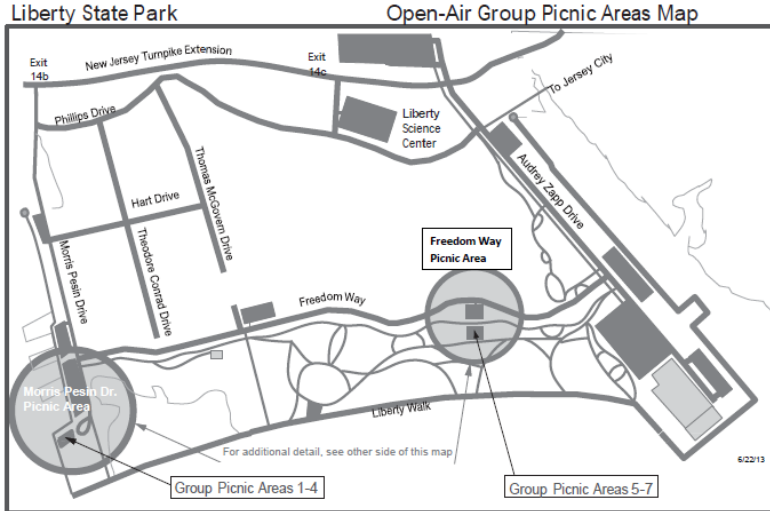 Liberty State Park
Open-Air Group Picnic Areas Map
Exit
14b
New Jersey Turnpike Extension
Exit
14c
To Jersey City
Phillips Drive
Liberty
Science
Center
Thomas McGovern Drive
Audrey Zapp Drive
Hart Drive
Freedom Way
Picnic Area
Morris Pesin Drive
Theodore Conrad Drive
Freedom Way
Morris Pesin Dr.
Picnic Area
Liberty Walk
For additional detail, see other side of this map
6/22/13
Group Picnic Areas 1-4
Group Picnic Areas 5-7